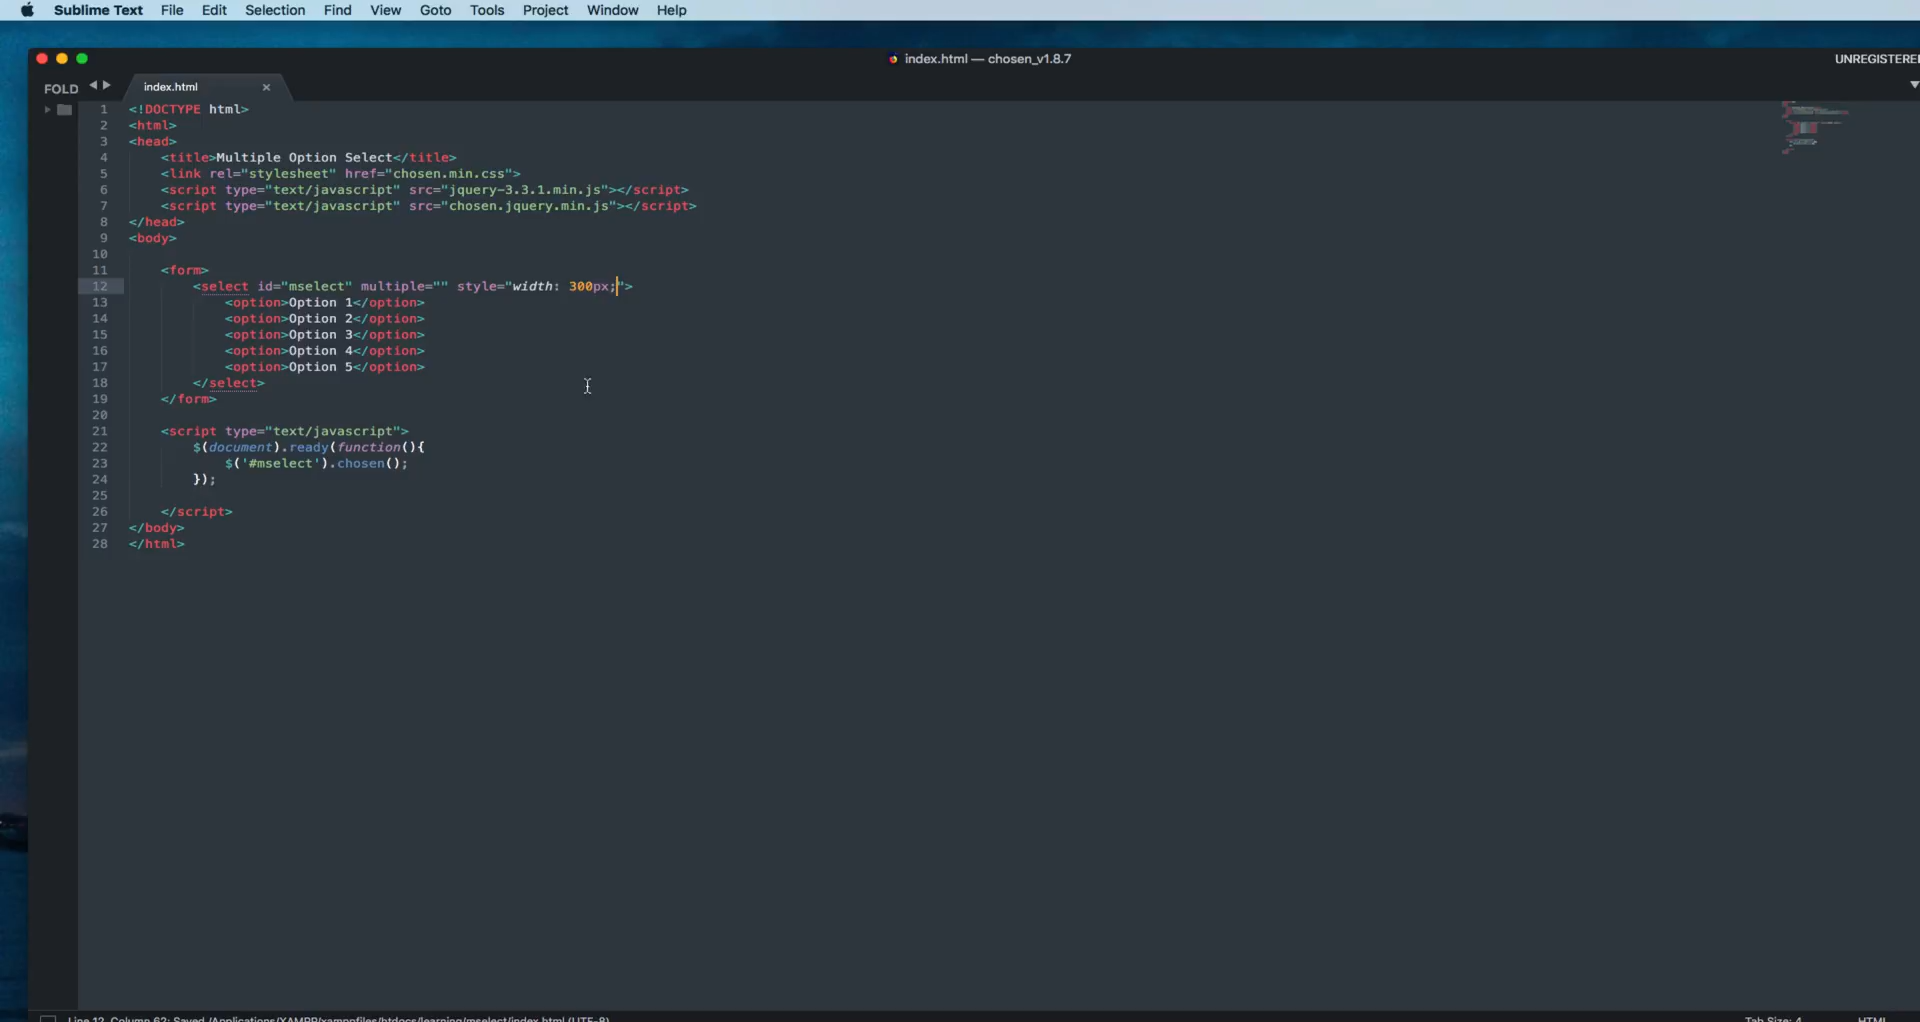 Sublime Text File Edit Selection Find View Goto Tools Project Window Help
index.html — chosen_v1.8.7
UNREGISTERED
FOLD
index.html ×
1 <!DOCTYPE html>
2 <html>
3 <head>
4 <title>Multiple Option Select</title>
5 <link rel="stylesheet" href="chosen.min.css">
6 <script type="text/javascript" src="jquery-3.3.1.min.js"></script>
7 <script type="text/javascript" src="chosen.jquery.min.js"></script>
8 </head>
9 <body>
10
11 <form>
12 <select id="mselect" multiple="" style="width: 300px;">
13 <option>Option 1</option>
14 <option>Option 2</option>
15 <option>Option 3</option>
16 <option>Option 4</option>
17 <option>Option 5</option>
18 </select>
19 </form>
20
21 <script type="text/javascript">
22 $(document).ready(function(){
23 $('#mselect').chosen();
24 });
25
26 </script>
27 </body>
28 </html>
Line 12, Column 62; Saved /Applications/XAMPP/xamppfiles/htdocs/learning/mselect/index.html (UTF-8)
Tab Size: 4
HTML